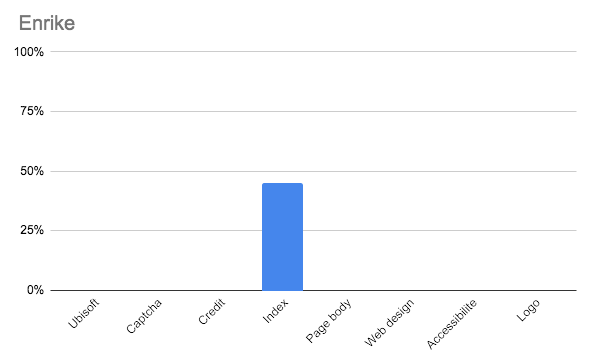 Enrike
100%
75%
50%
25%
0%
Ubisoft
Captcha
Credit
Index
Page body
Web design
Accessibilite
Logo